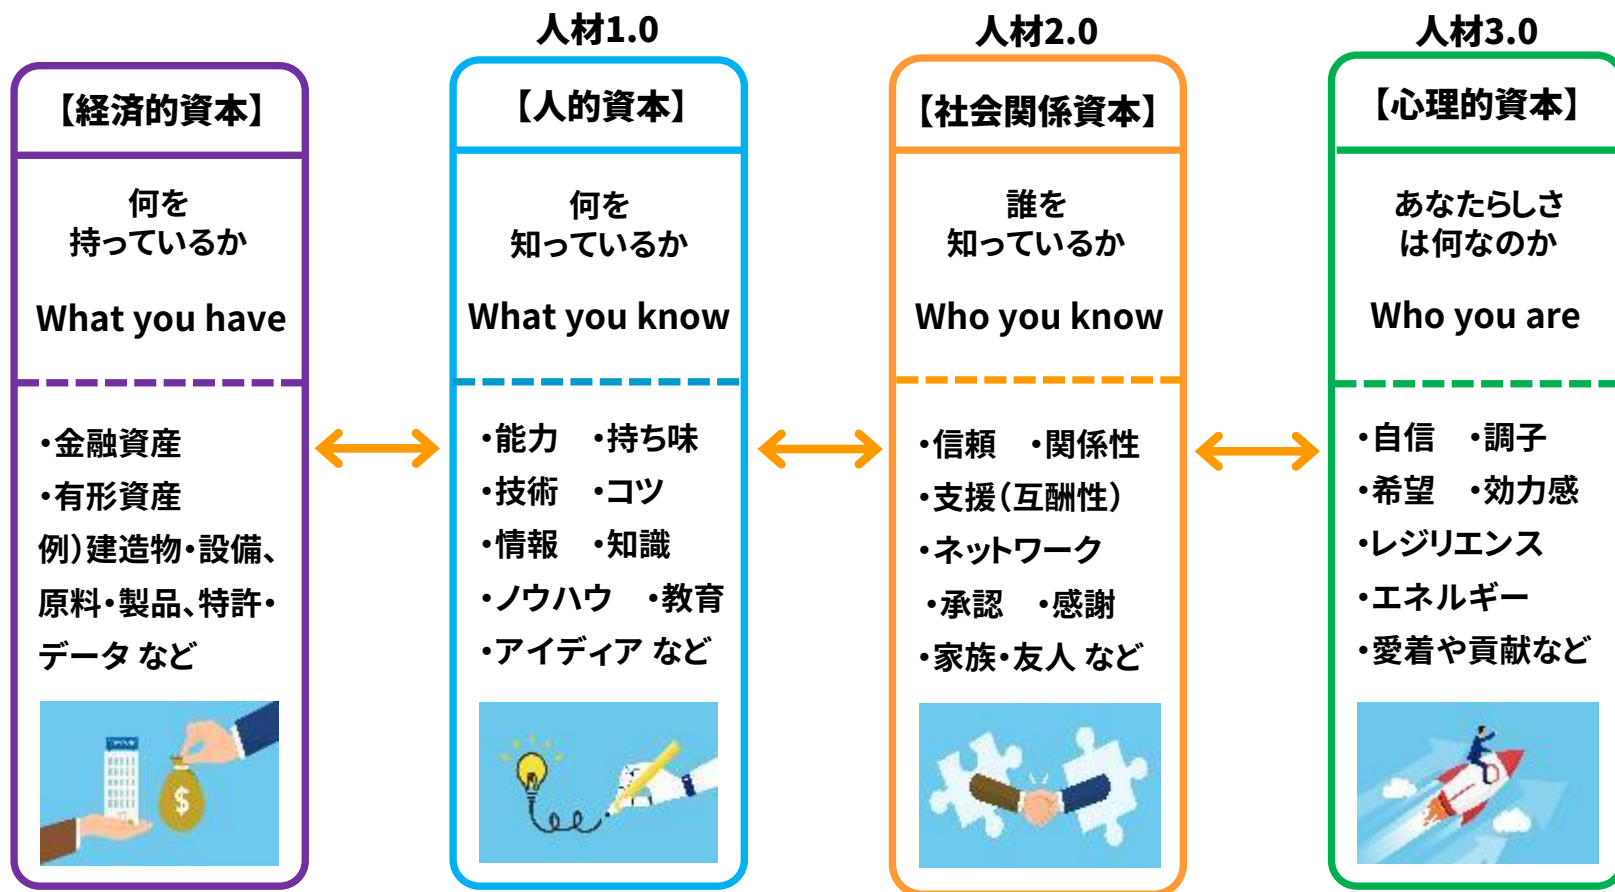 【経済的資本】
何を
持っているか
What you have
・金融資産
・有形資産
例)建造物・設備、
原料・製品、特許・
データ など
人材1.0
【人的資本】
何を
知っているか
What you know
・能力　・持ち味
・技術　・コツ
・情報　・知識
・ノウハウ　・教育
・アイディア など
人材2.0
【社会関係資本】
誰を
知っているか
Who you know
・信頼　・関係性
・支援(互酬性)
・ネットワーク
・承認　・感謝
・家族・友人 など
人材3.0
【心理的資本】
あなたらしさ
は何なのか
Who you are
・自信　・調子
・希望　・効力感
・レジリエンス
・エネルギー
・愛着や貢献など
$